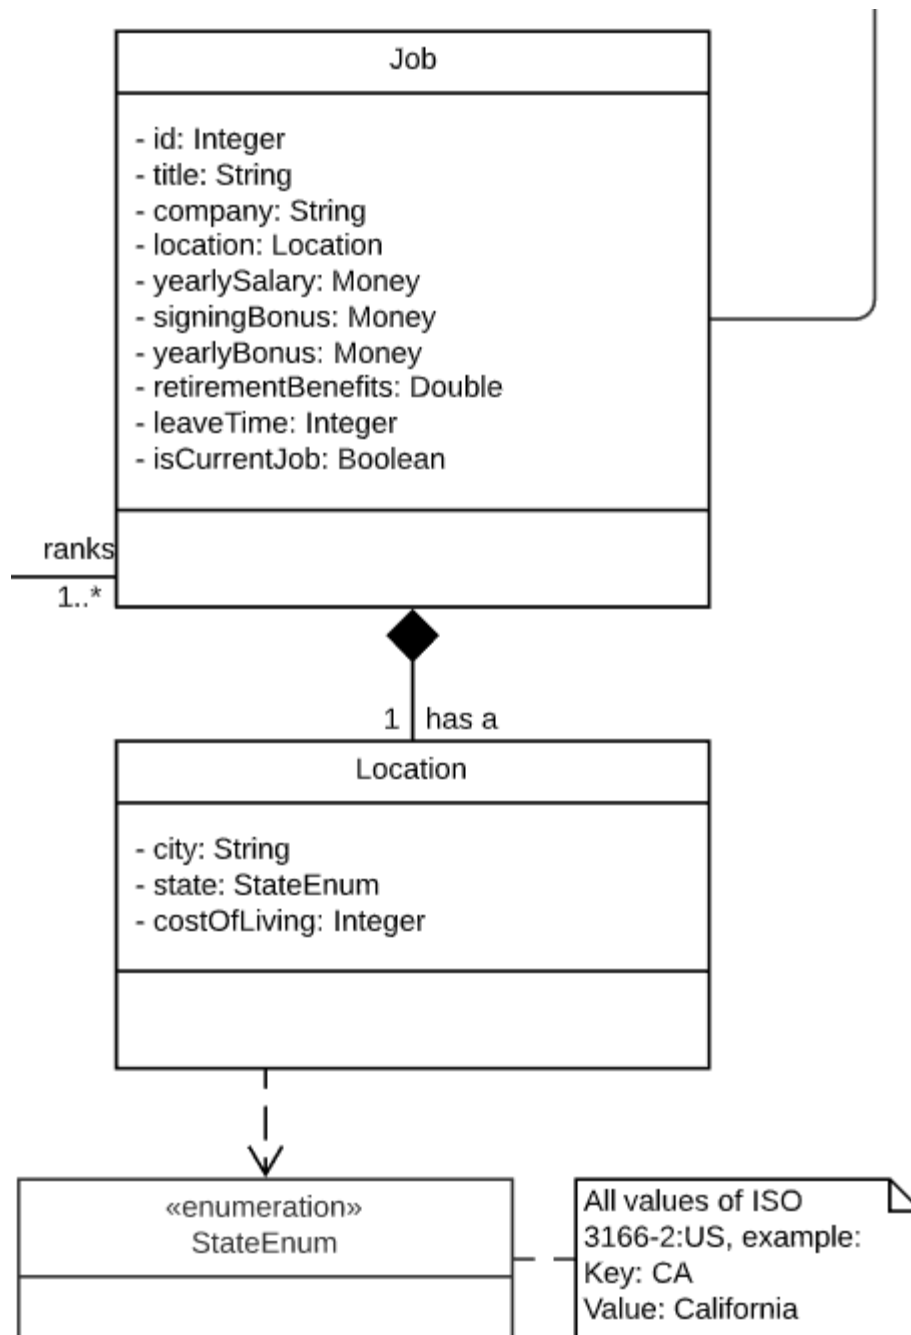 Job
- id: Integer
- title: String
- company: String
- location: Location
- yearlySalary: Money
- signingBonus: Money
- yearlyBonus: Money
- retirementBenefits: Double
- leaveTime: Integer
- isCurrentJob: Boolean
ranks
1..*
1 has a
Location
- city: String
- state: StateEnum
- costOfLiving: Integer
«enumeration»
StateEnum
All values of ISO
3166-2:US, example:
Key: CA
Value: California